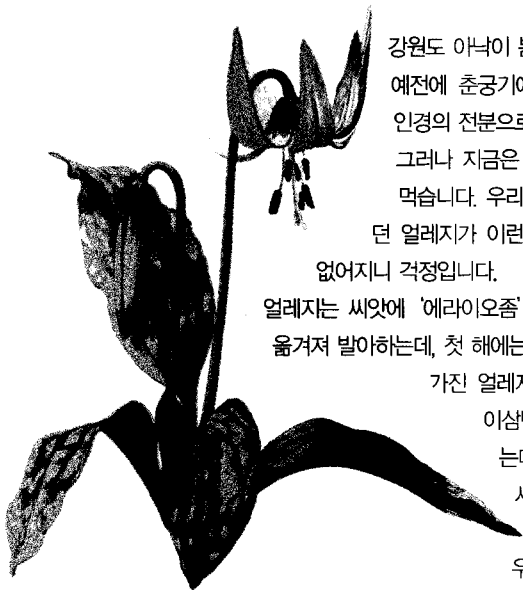 강원도 아낙이
예전에 춘궁기에
인경의 전분으로
그러나 지금은
먹습니다. 우리
던 얼레지가 이런
없어지니 걱정입니다.
얼레지는 씨앗에 '에라이오좀'
옮겨져 발아하는데, 첫 해에는
가진 얼레지
이삼
는데
우